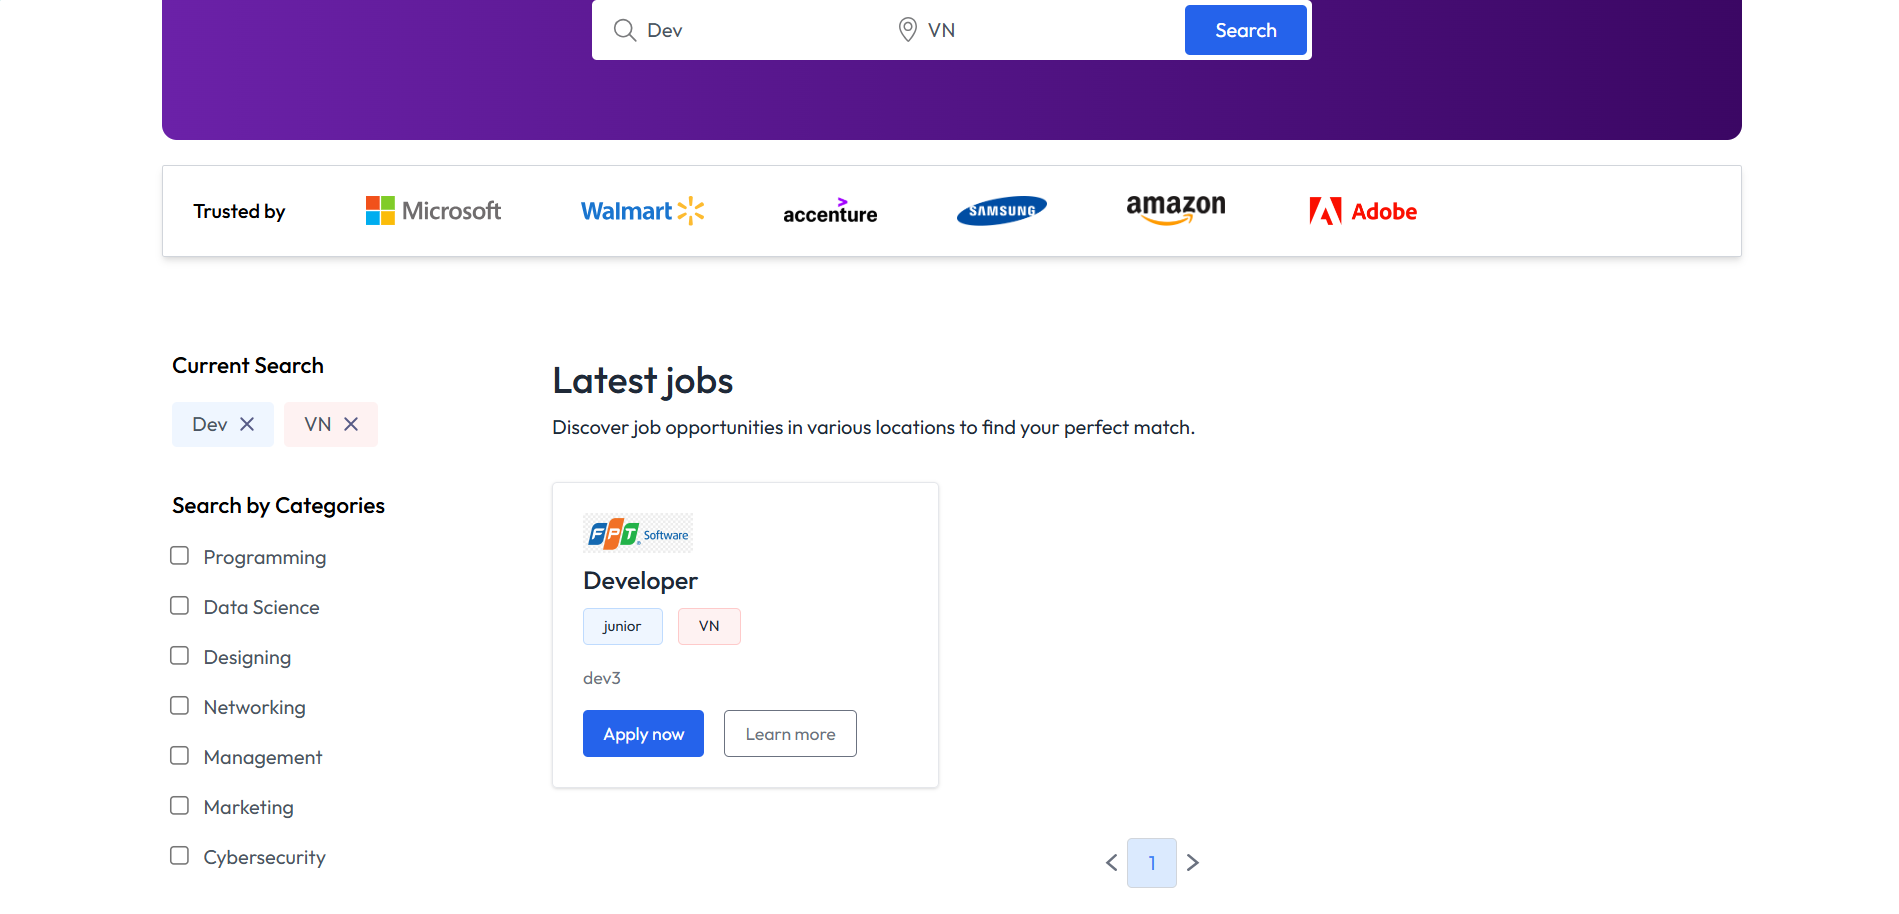 Dev VN Search
Trusted by Microsoft Walmart accenture SAMSUNG amazon Adobe
Current Search
Dev VN
Search by Categories
Programming
Data Science
Designing
Networking
Management
Marketing
Cybersecurity
Latest jobs
Discover job opportunities in various locations to find your perfect match.
FPT Software
Developer
junior VN
dev3
Apply now Learn more
< 1 >